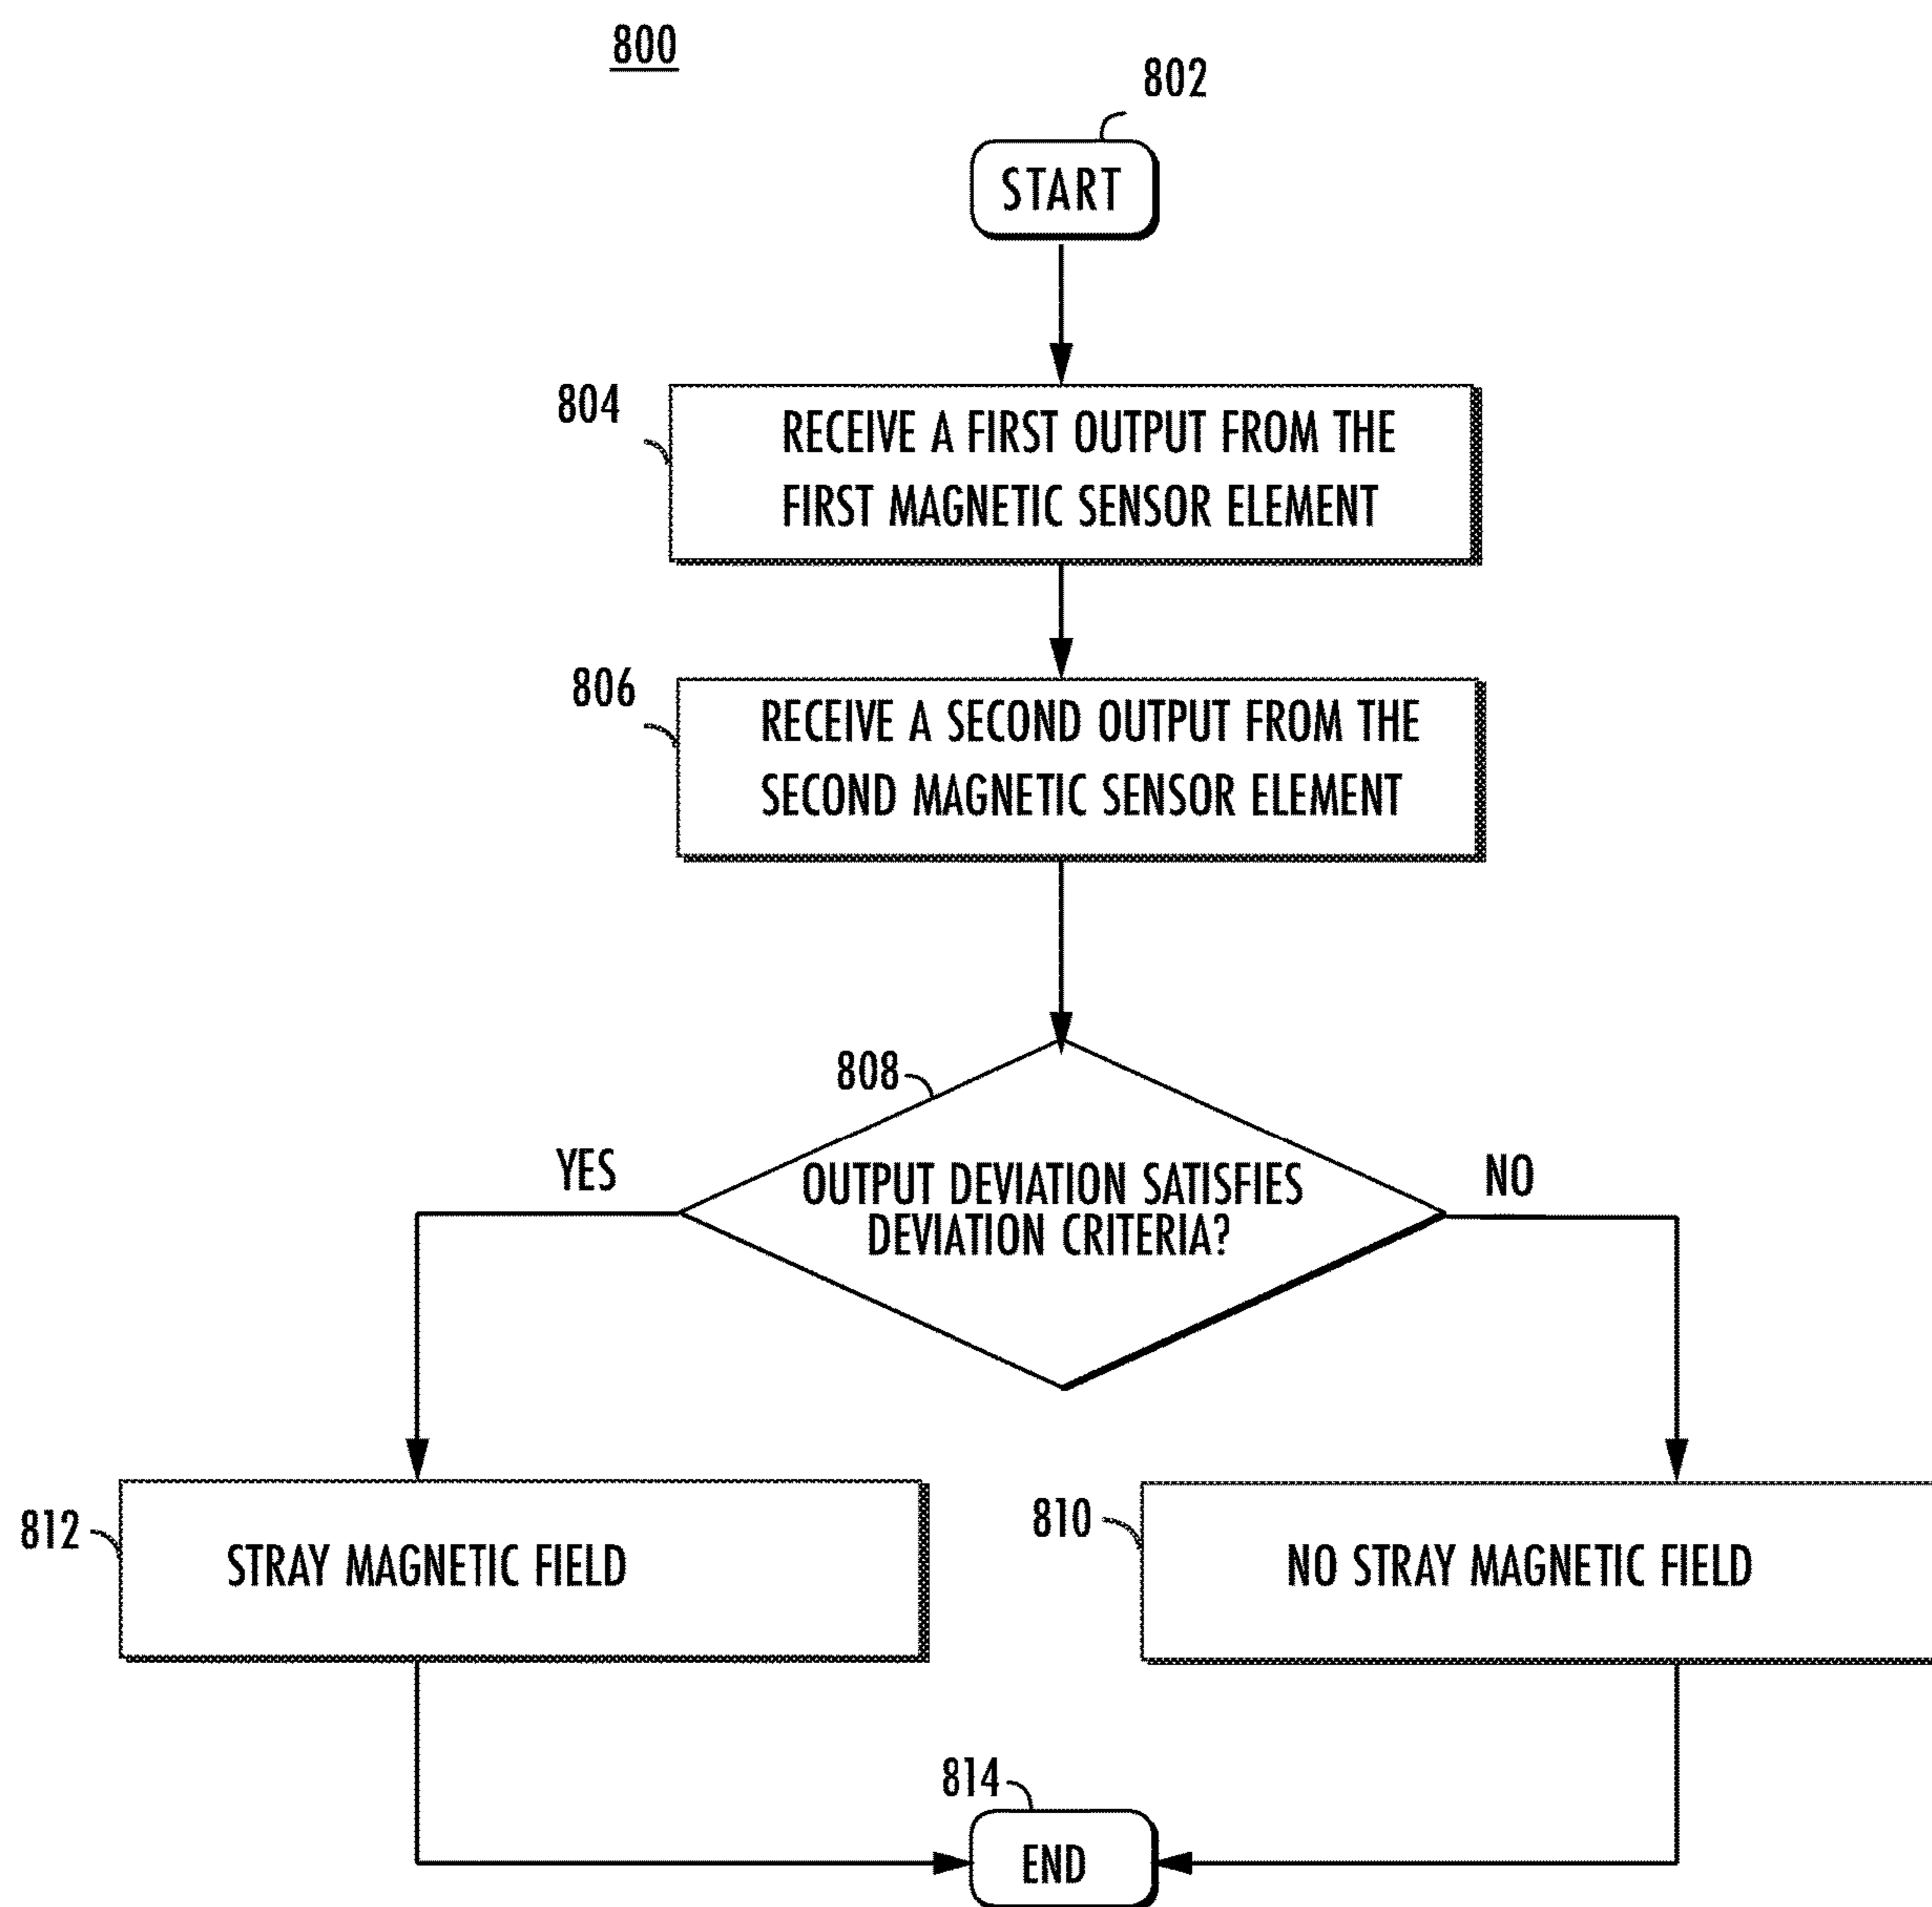 800
802
START
804
RECEIVE A FIRST OUTPUT FROM THE
FIRST MAGNETIC SENSOR ELEMENT
806
RECEIVE A SECOND OUTPUT FROM THE
SECOND MAGNETIC SENSOR ELEMENT
808
YES
OUTPUT DEVIATION SATISFIES
DEVIATION CRITERIA?
NO
812
STRAY MAGNETIC FIELD
810
NO STRAY MAGNETIC FIELD
814
END